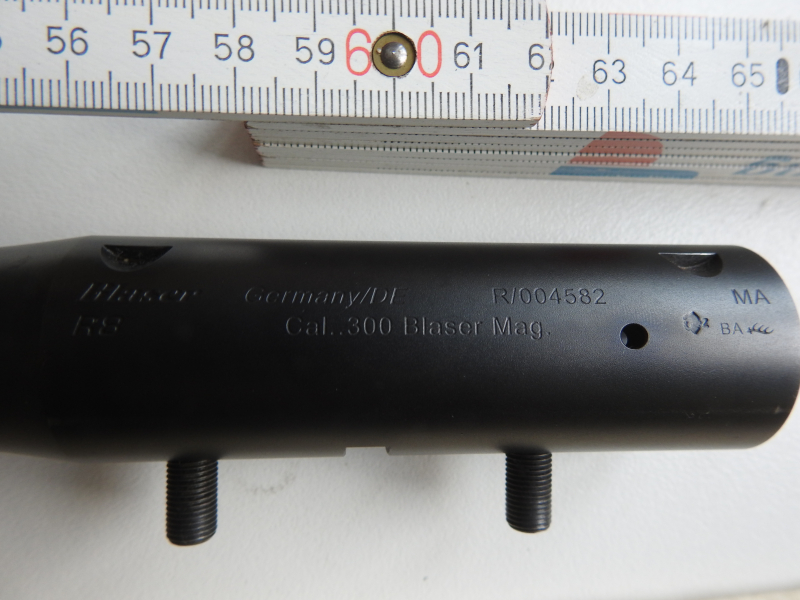 56 57 58 59 60 61 6 63 64 65
Blaser Germany/DE R/004582 MA
R8 Cal..300 Blaser Mag. BA